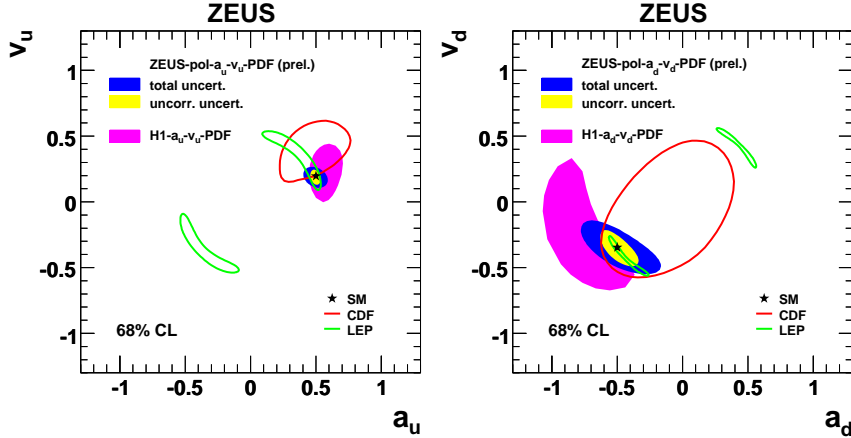 ZEUS
v_u
1
0.5
0
-0.5
-1
ZEUS-pol-a_u-v_u-PDF (prel.)
total uncert.
uncorr. uncert.
H1-a_u-v_u-PDF
68% CL
SM
CDF
LEP
-1 -0.5 0 0.5 1
a_u
ZEUS
v_d
1
0.5
0
-0.5
-1
ZEUS-pol-a_d-v_d-PDF (prel.)
total uncert.
uncorr. uncert.
H1-a_d-v_d-PDF
68% CL
SM
CDF
LEP
-1 -0.5 0 0.5 1
a_d